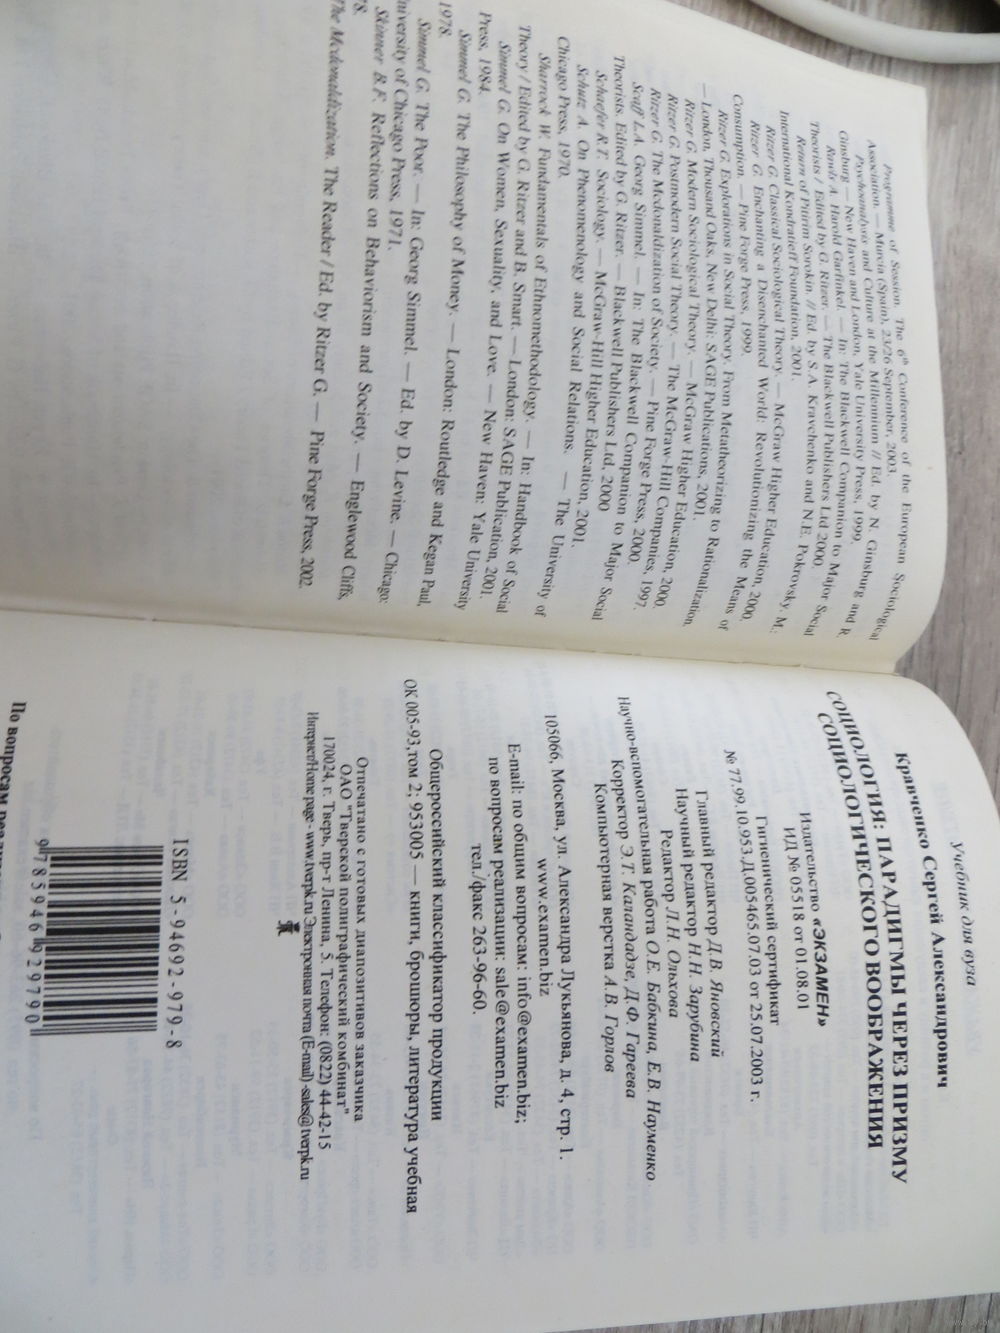 Programme of Session. The 6th Conference of the European Sociological
Association. — Murcia (Spain), 23/26 September, 2003.
Psychoanalysis and Culture at the Millennium // Ed. by N. Ginsburg and R.
Ginsburg — New Haven and London, Yale University Press, 1999.
Rawls A. Harold Garfinkel. — In: The Blackwell Companion to Major Social
Theorists / Edited by G. Ritzer. — The Blackwell Publishers Ltd 2000.
Return of Pitirim Sorokin. // Ed. by S.A. Kravchenko and N.E. Pokrovsky. M.:
International Kondratieff Foundation, 2001.
Ritzer G. Classical Sociological Theory. — McGraw Higher Education, 2000.
Ritzer G. Enchanting a Disenchanted World: Revolutionizing the Means of
Consumption. — Pine Forge Press, 1999.
Ritzer G. Explorations in Social Theory. From Metatheorizing to Rationalization.
— London, Thousand Oaks, New Delhi: SAGE Publications, 2001.
Ritzer G. Modern Sociological Theory. — McGraw Higher Education, 2000.
Ritzer G. Postmodern Social Theory. — The McGraw-Hill Companies, 1997.
Ritzer G. The Mcdonaldization of Society. — Pine Forge Press, 2000.
Scaff L.A. Georg Simmel. — In: The Blackwell Companion to Major Social
Theorists. Edited by G. Ritzer. — Blackwell Publishers Ltd, 2000
Schaefer R.T. Sociology. — McGraw-Hill Higher Education, 2001.
Schutz A. On Phenomenology and Social Relations. — The University of
Chicago Press, 1970.
Sharrock W. Fundamentals of Ethnomethodology. — In: Handbook of Social
Theory / Edited by G. Ritzer and B. Smart. — London: SAGE Publication, 2001.
Simmel G. On Women, Sexuality, and Love. — New Haven: Yale University
Press, 1984.
Simmel G. The Philosophy of Money. — London: Routledge and Kegan Paul,
1978.
Simmel G. The Poor. — In: Georg Simmel. — Ed. by D. Levine. — Chicago:
University of Chicago Press, 1971.
Skinner B.F. Reflections on Behaviorism and Society. — Englewood Cliffs,
78.
The Mcdonaldization. The Reader / Ed. by Ritzer G. — Pine Forge Press, 2002.
Учебник для вуза
Кравченко Сергей Александрович
СОЦИОЛОГИЯ: ПАРАДИГМЫ ЧЕРЕЗ ПРИЗМУ
СОЦИОЛОГИЧЕСКОГО ВООБРАЖЕНИЯ
Издательство «ЭКЗАМЕН»
ИД № 05518 от 01.08.01
Гигиенический сертификат
№ 77.99.10.953.Д.005465.07.03 от 25.07.2003 г.
Главный редактор Д.В. Яновский
Научный редактор Н.Н. Зарубина
Редактор Л.Н. Ольхова
Научно-вспомогательная работа О.Е. Бабкина, Е.В. Науменко
Корректор Э.Т. Капандадзе, Д.Ф. Гареева
Компьютерная верстка А.В. Горлов
105066, Москва, ул. Александра Лукьянова, д. 4, стр. 1.
www.examen.biz
E-mail: по общим вопросам: info@examen.biz;
по вопросам реализации: sale@examen.biz
тел./факс 263-96-60.
Общероссийский классификатор продукции
ОК 005-93, том 2; 953005 — книги, брошюры, литература учебная
Отпечатано с готовых диапозитивов заказчика
ОАО "Тверской полиграфический комбинат"
170024, г. Тверь, пр-т Ленина, 5. Телефон: (0822) 44-42-15
Интернет/Home page - www.tverpk.ru Электронная почта (E-mail) -sales@tverpk.ru
ISBN 5-94692-979-8
9 785946 929790
По вопросам